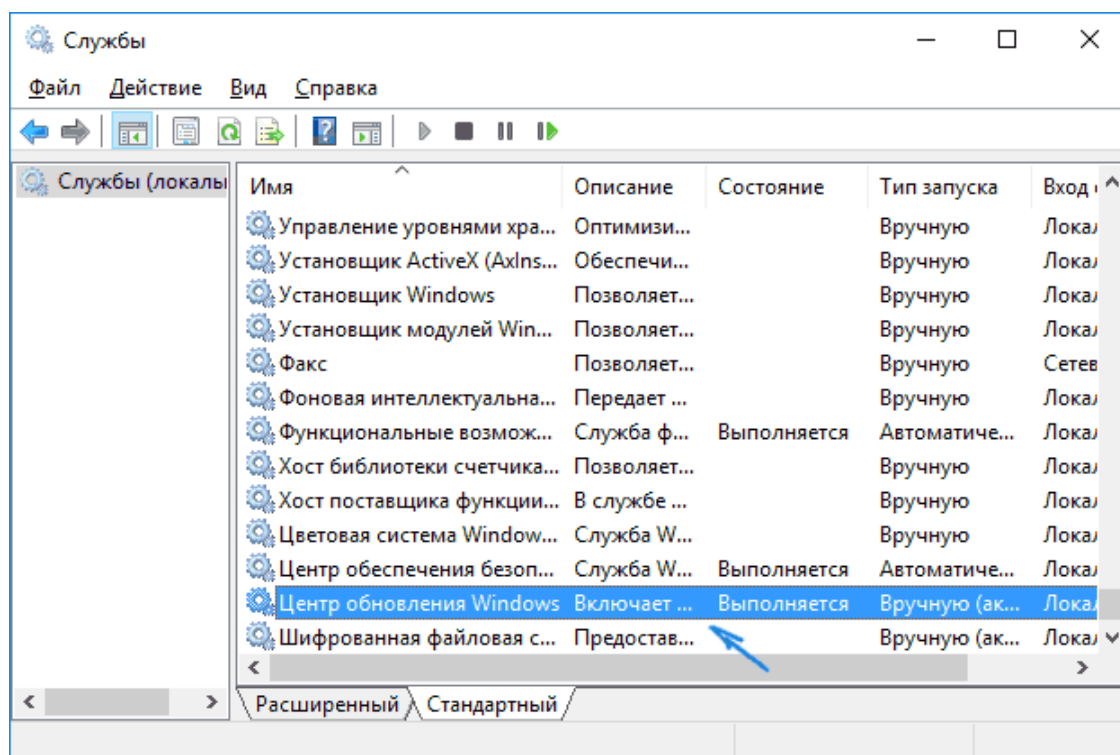 Службы
Файл Действие Вид Справка
Службы (локалы
Имя Описание Состояние Тип запуска Вход
Управление уровнями хра... Оптимизи... Вручную Локал
Установщик ActiveX (AxIns... Обеспечи... Вручную Локал
Установщик Windows Позволяет... Вручную Локал
Установщик модулей Win... Позволяет... Вручную Локал
Факс Позволяет... Вручную Сетев
Фоновая интеллектуальна... Передает ... Вручную Локал
Функциональные возмож... Служба ф... Выполняется Автоматиче... Локал
Хост библиотеки счетчика... Позволяет... Вручную Локал
Хост поставщика функции... В службе ... Вручную Локал
Цветовая система Window... Служба W... Вручную Локал
Центр обеспечения безоп... Служба W... Выполняется Автоматиче... Локал
Центр обновления Windows Включает ... Выполняется Вручную (ак... Локал
Шифрованная файловая с... Предостав... Вручную (ак... Локал
Расширенный Стандартный